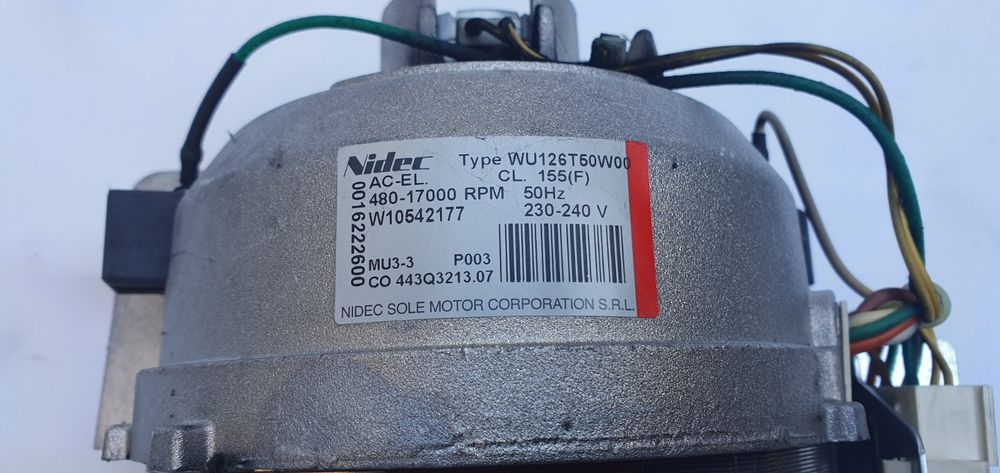 Nidec Type WU126T50W00
AC-EL. CL. 155(F)
480-17000 RPM 50Hz
W10542177 230-240 V
MU3-3 P003
CO 443Q3213.07
NIDEC SOLE MOTOR CORPORATION S.R.L.
00162222600